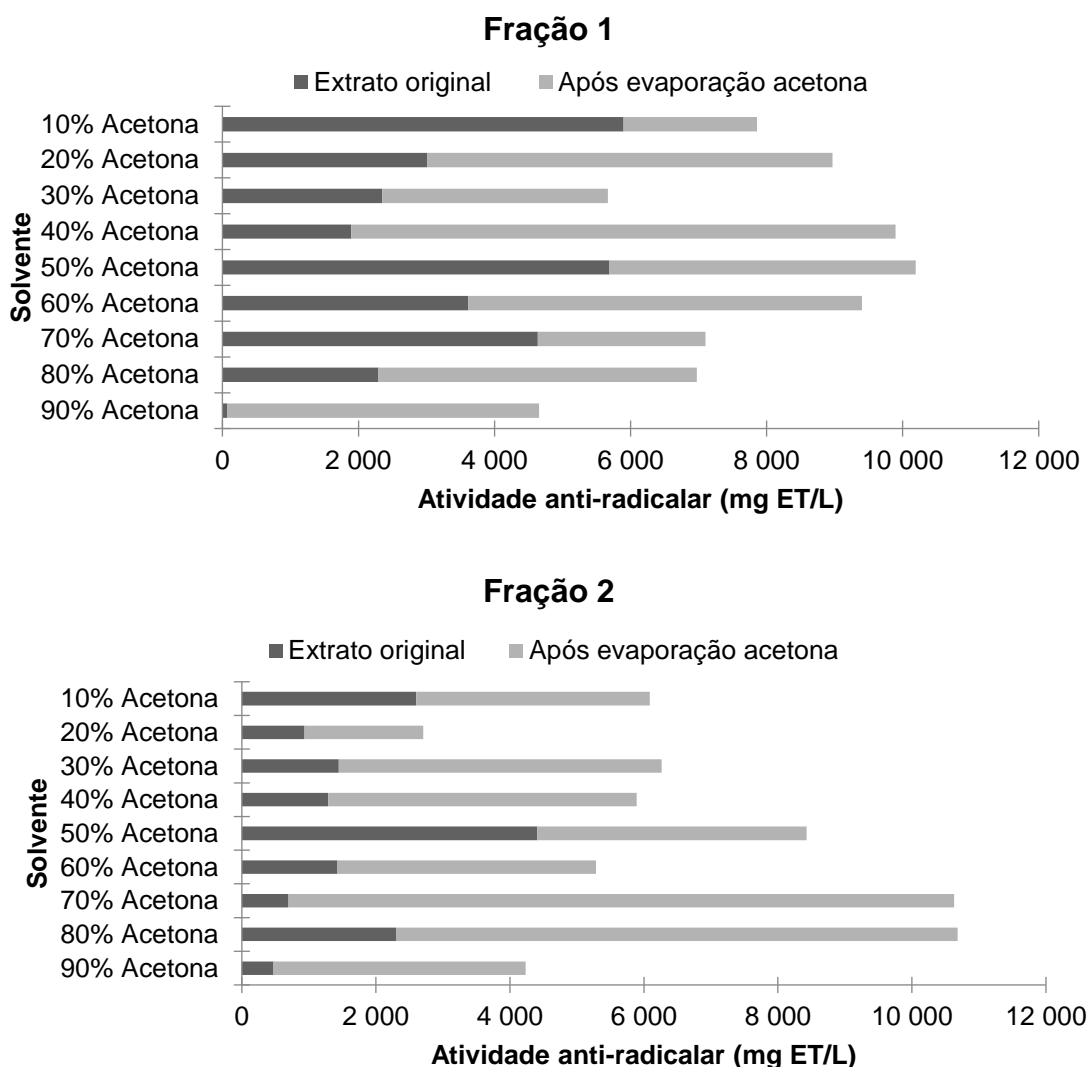 Fração 1
Extrato original Após evaporação acetona
Solvente
10% Acetona
20% Acetona
30% Acetona
40% Acetona
50% Acetona
60% Acetona
70% Acetona
80% Acetona
90% Acetona
0 2 000 4 000 6 000 8 000 10 000 12 000
Atividade anti-radicalar (mg ET/L)
Fração 2
Extrato original Após evaporação acetona
Solvente
10% Acetona
20% Acetona
30% Acetona
40% Acetona
50% Acetona
60% Acetona
70% Acetona
80% Acetona
90% Acetona
0 2 000 4 000 6 000 8 000 10 000 12 000
Atividade anti-radicalar (mg ET/L)